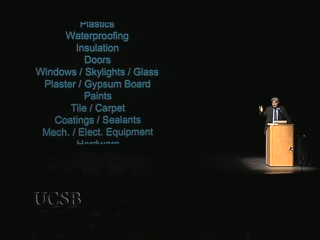 Plastics
Waterproofing
Insulation
Doors
Windows / Skylights / Glass
Plaster / Gypsum Board
Paints
Tile / Carpet
Coatings / Sealants
Mech. / Elect. Equipment
Hardware
UCSB